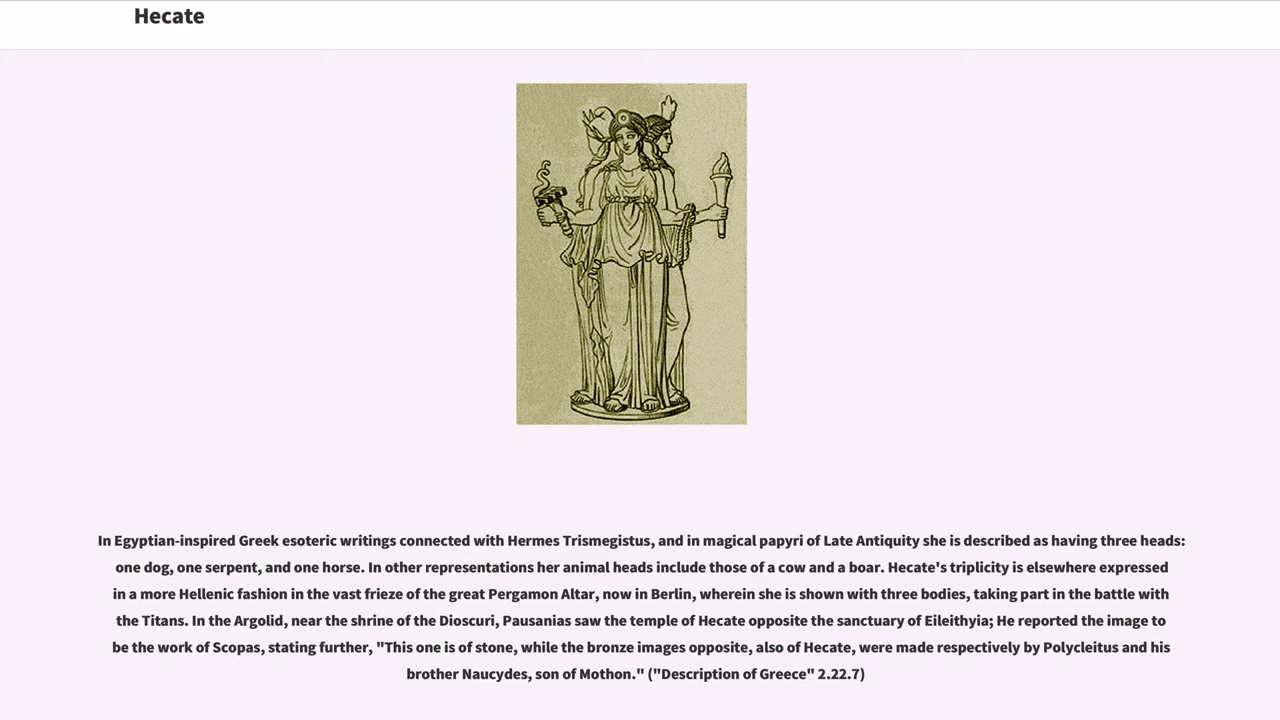 Hecate
In Egyptian-inspired Greek esoteric writings connected with Hermes Trismegistus, and in magical papyri of Late Antiquity she is described as having three heads:
one dog, one serpent, and one horse. In other representations her animal heads include those of a cow and a boar. Hecate's triplicity is elsewhere expressed
in a more Hellenic fashion in the vast frieze of the great Pergamon Altar, now in Berlin, wherein she is shown with three bodies, taking part in the battle with
the Titans. In the Argolid, near the shrine of the Dioscuri, Pausanias saw the temple of Hecate opposite the sanctuary of Eileithyia; He reported the image to
be the work of Scopas, stating further, "This one is of stone, while the bronze images opposite, also of Hecate, were made respectively by Polycleitus and his
brother Naucydes, son of Mothon." ("Description of Greece" 2.22.7)